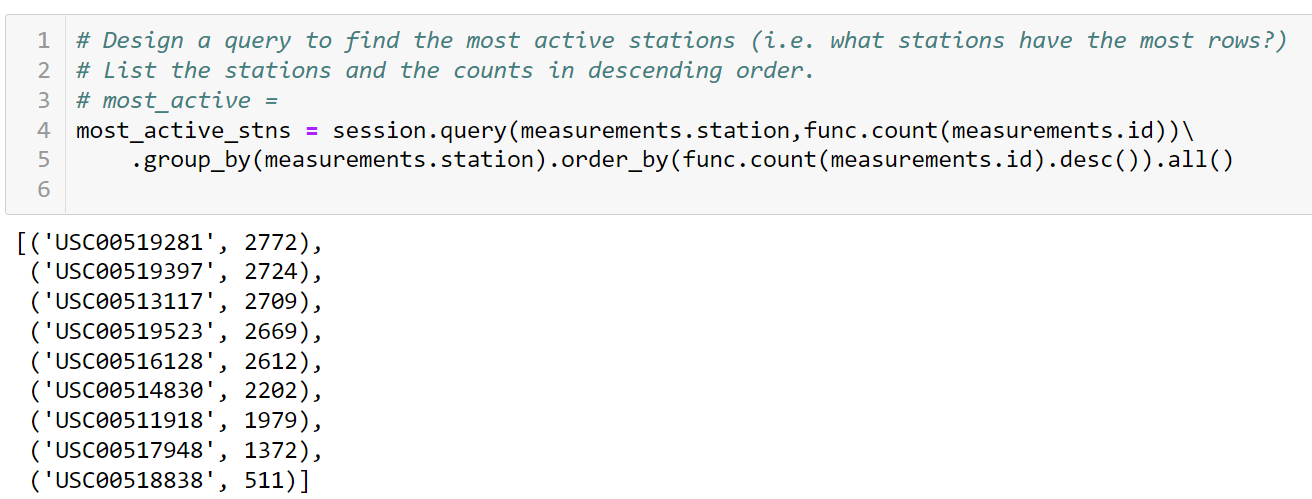 1 # Design a query to find the most active stations (i.e. what stations have the most rows?)
2 # List the stations and the counts in descending order.
3 # most_active =
4 most_active_stns = session.query(measurements.station,func.count(measurements.id))\
5     .group_by(measurements.station).order_by(func.count(measurements.id).desc()).all()
6
[('USC00519281', 2772),
 ('USC00519397', 2724),
 ('USC00513117', 2709),
 ('USC00519523', 2669),
 ('USC00516128', 2612),
 ('USC00514830', 2202),
 ('USC00511918', 1979),
 ('USC00517948', 1372),
 ('USC00518838', 511)]